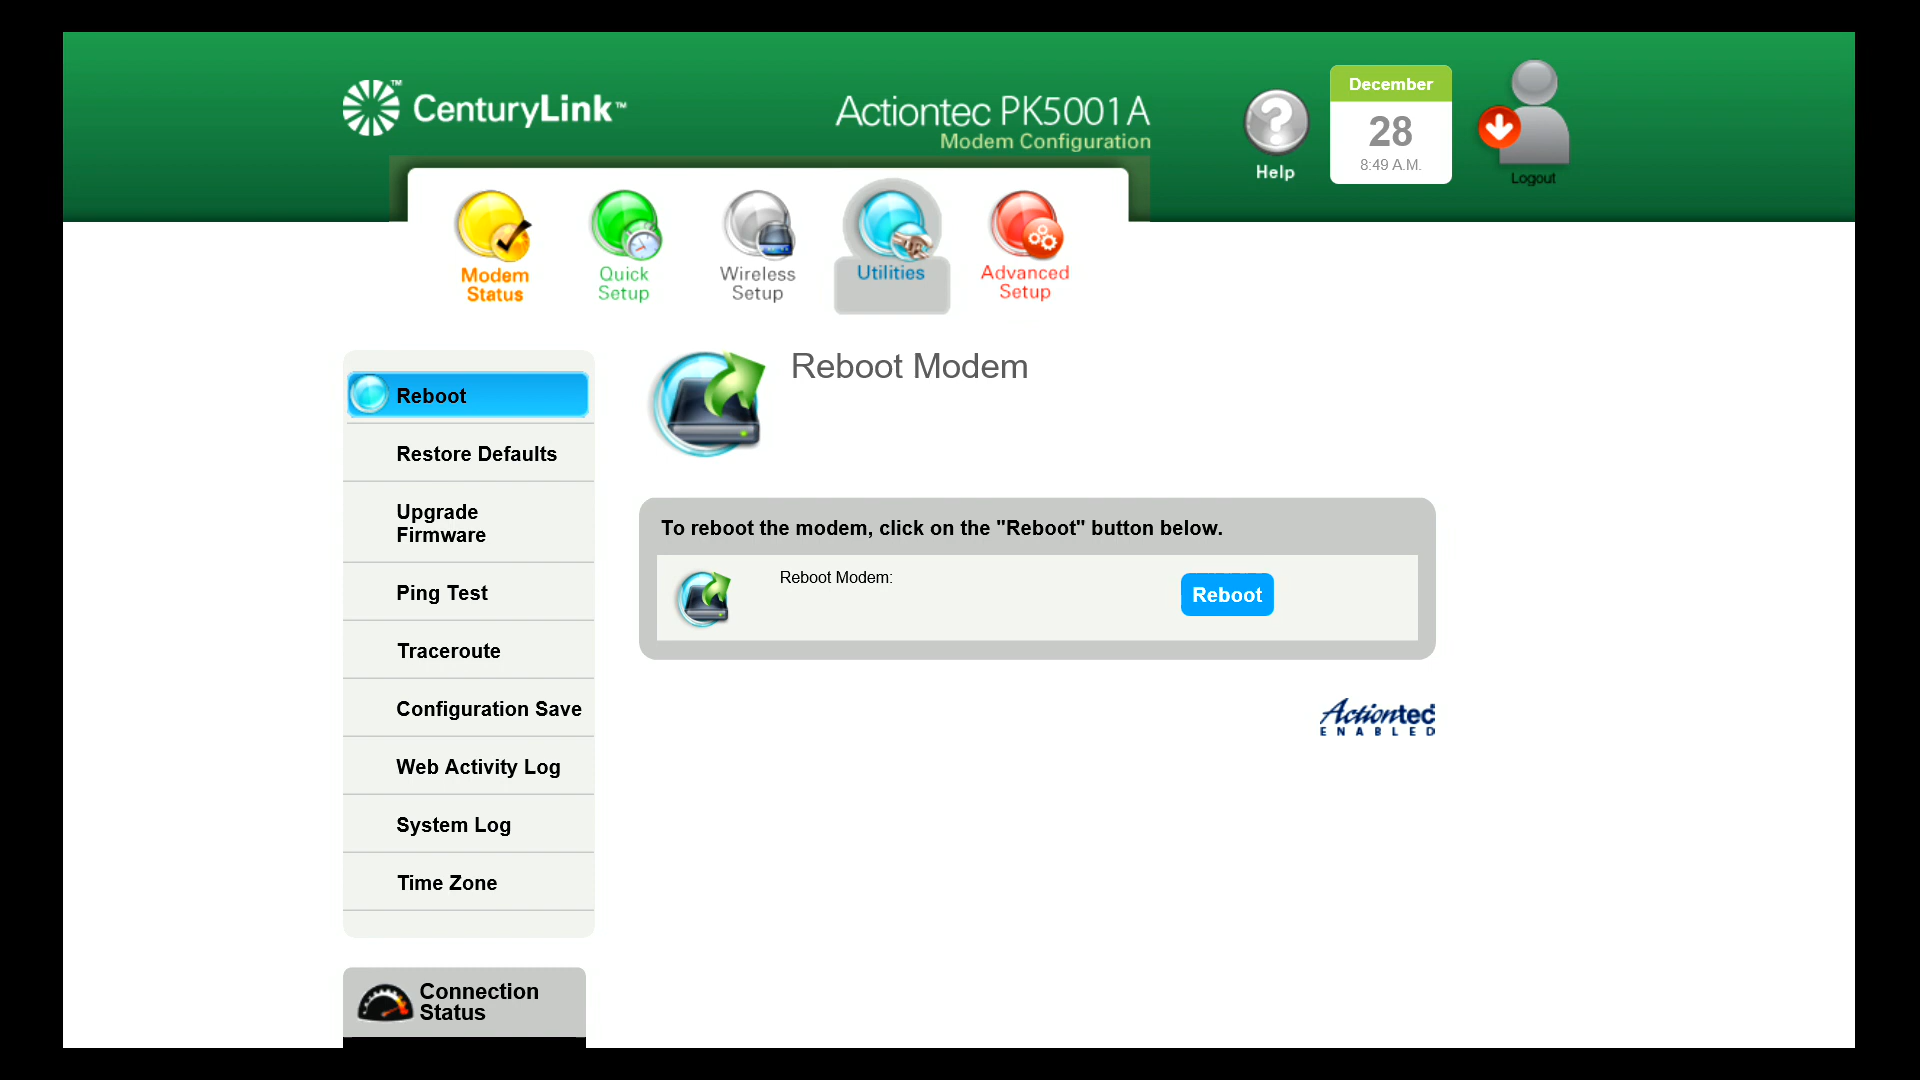 CenturyLink™
Actiontec PK5001A
Modem Configuration
Help
December
28
8:49 A.M.
Logout
Modem
Status
Quick
Setup
Wireless
Setup
Utilities
Advanced
Setup
Reboot
Restore Defaults
Upgrade
Firmware
Ping Test
Traceroute
Configuration Save
Web Activity Log
System Log
Time Zone
Connection
Status
Reboot Modem
To reboot the modem, click on the "Reboot" button below.
Reboot Modem:
Reboot
Actiontec
ENABLED